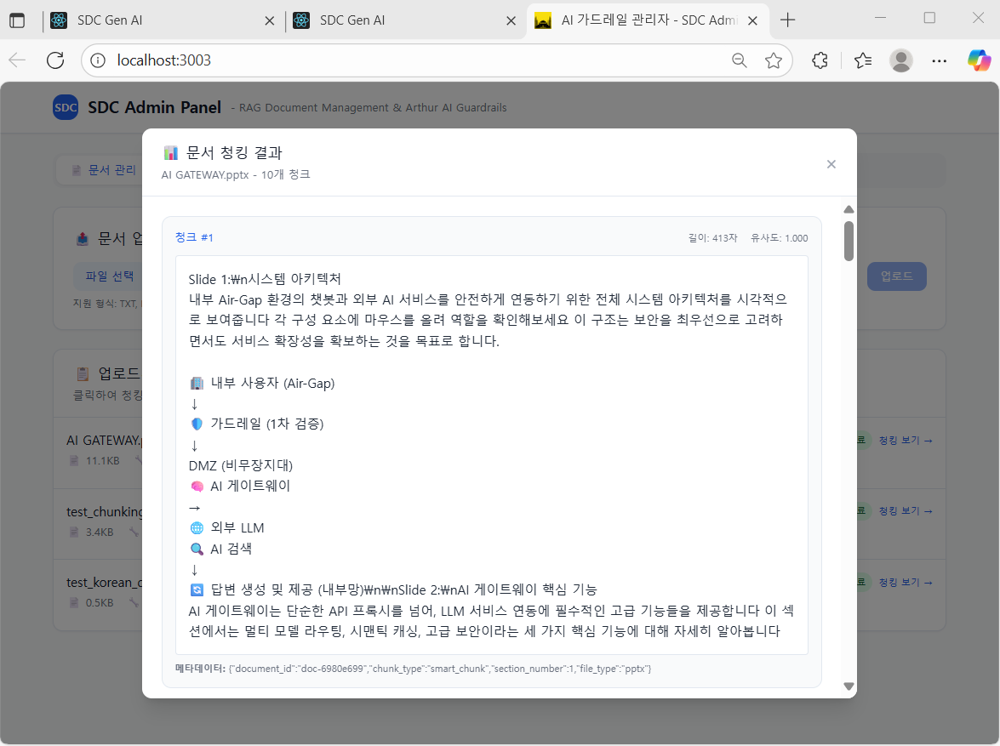 SDC Gen AI
SDC Gen AI
AI 가드레일 관리자 - SDC Admi
localhost:3003
SDC
SDC Admin Panel - RAG Document Management & Arthur AI Guardrails
문서 관리
문서 업
파일 선택
업로드
지원 형식: TXT,
업로드
클릭하여 청킹
AI GATEWAY.p
11.1KB
료 청킹 보기 →
test_chunking
3.4KB
료 청킹 보기 →
test_korean_d
0.5KB
료 청킹 보기 →
문서 청킹 결과
AI GATEWAY.pptx - 10개 청크
×
청크 #1
길이: 413자 유사도: 1.000
Slide 1:₩n시스템 아키텍처
내부 Air-Gap 환경의 챗봇과 외부 AI 서비스를 안전하게 연동하기 위한 전체 시스템 아키텍처를 시각적으
로 보여줍니다 각 구성 요소에 마우스를 올려 역할을 확인해보세요 이 구조는 보안을 최우선으로 고려하
면서도 서비스 확장성을 확보하는 것을 목표로 합니다.
🏢 내부 사용자 (Air-Gap)
↓
🛡️ 가드레일 (1차 검증)
↓
DMZ (비무장지대)
🧠 AI 게이트웨이
→
🌐 외부 LLM
🔍 AI 검색
↓
🔄 답변 생성 및 제공 (내부망)₩n₩nSlide 2:₩nAI 게이트웨이 핵심 기능
AI 게이트웨이는 단순한 API 프록시를 넘어, LLM 서비스 연동에 필수적인 고급 기능들을 제공합니다 이 섹
션에서는 멀티 모델 라우팅, 시맨틱 캐싱, 고급 보안이라는 세 가지 핵심 기능에 대해 자세히 알아봅니다
메타데이터: {"document_id":"doc-6980e699","chunk_type":"smart_chunk","section_number":1,"file_type":"pptx"}